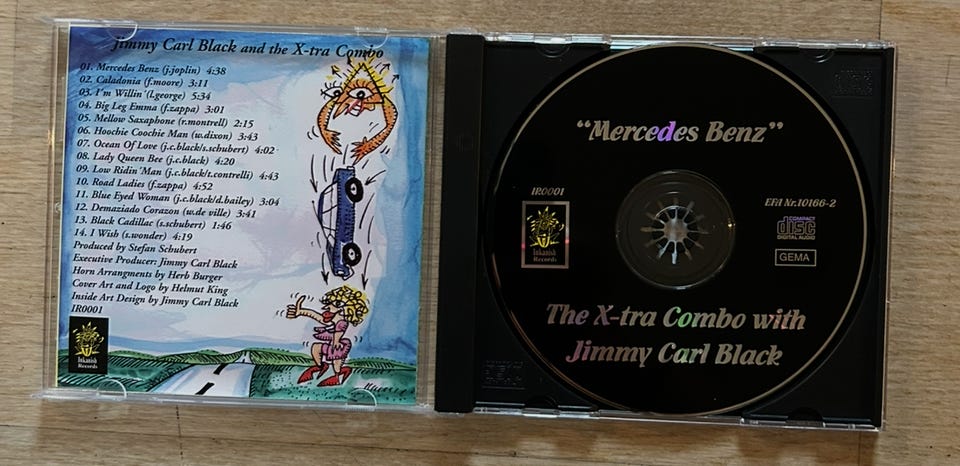 Jimmy Carl Black and the X-tra Combo
01. Mercedes Benz (j.joplin) 4:38
02. Caladonia (f.moore) 3:11
03. I'm Willin' (l.george) 5:34
04. Big Leg Emma (f.zappa) 3:01
05. Mellow Saxaphone (r.montrell) 2:15
06. Hoochie Coochie Man (w.dixon) 3:43
07. Ocean Of Love (j.c.black/s.schubert) 4:02
08. Lady Queen Bee (j.c.black) 4:20
09. Low Ridin' Man (j.c.black/t.contrelli) 4:43
10. Road Ladies (f.zappa) 4:52
11. Blue Eyed Woman (j.c.black/d.bailey) 3:04
12. Demaziado Corazon (w.de ville) 3:41
13. Black Cadillac (s.schubert) 1:46
14. I Wish (s.wonder) 4:19
Produced by Stefan Schubert
Executive Producer: Jimmy Carl Black
Horn Arrangments by Herb Burger
Cover Art and Logo by Helmut King
Inside Art Design by Jimmy Carl Black
IR0001
Inkanish
Records
"Mercedes Benz"
IR0001
Inkanish
Records
EFA Nr.10166-2
COMPACT
disc
DIGITAL AUDIO
GEMA
The X-tra Combo with
Jimmy Carl Black